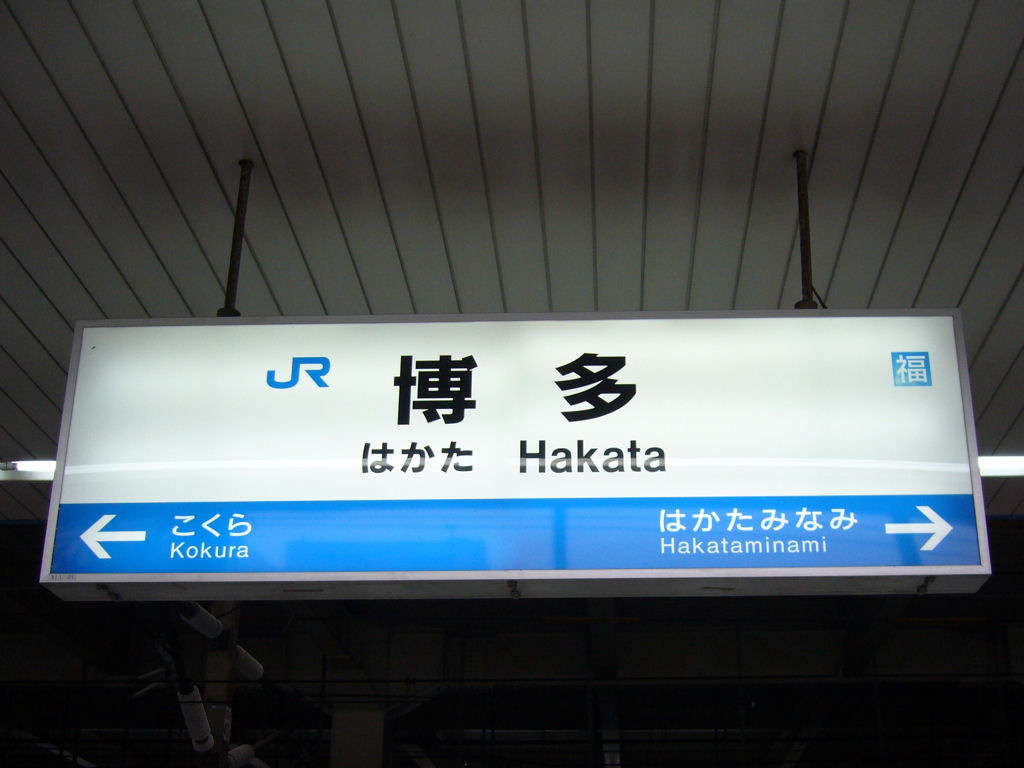 JR 博多 福
はかた Hakata
← こくら はかたみなみ →
Kokura Hakataminami